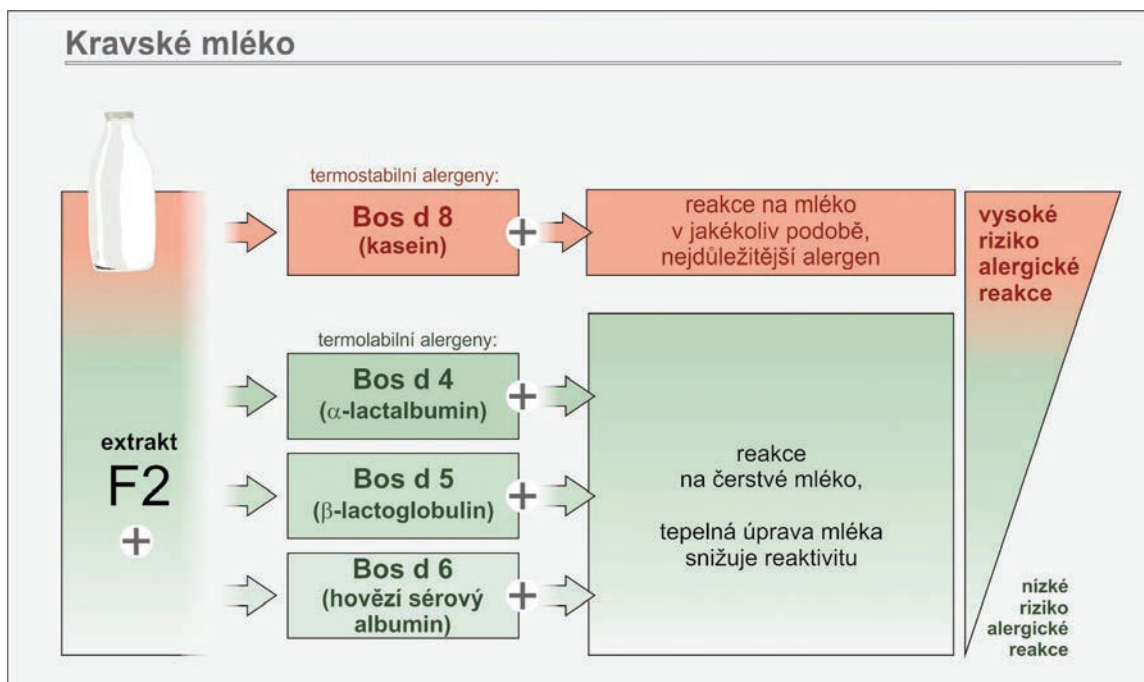 Kravské mléko
termostabilní alergeny:
Bos d 8
(kasein)
+
reakce na mléko
v jakékoliv podobě,
nejdůležitější alergen
vysoké
riziko
alergické
reakce
termolabilní alergeny:
Bos d 4
(α-lactalbumin)
+
extrakt
F2
+
Bos d 5
(β-lactoglobulin)
+
Bos d 6
(hovězí sérový
albumin)
+
reakce
na čerstvé mléko,
tepelná úprava mléka
snižuje reaktivitu
nízké
riziko
alergické
reakce